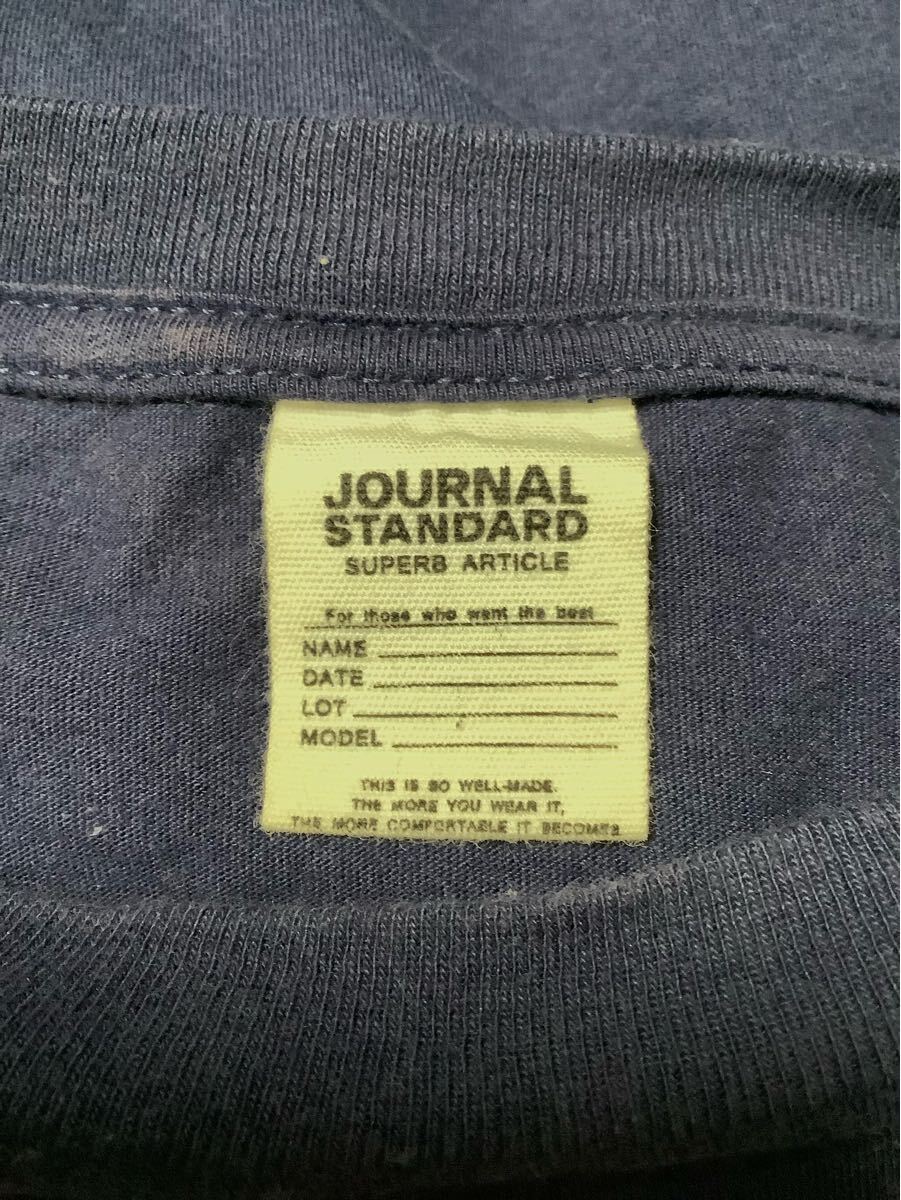 JOURNAL
STANDARD
SUPERB ARTICLE
For those who want the best
NAME
DATE
LOT
MODEL
THIS IS SO WELL-MADE.
THE MORE YOU WEAR IT,
THE MORE COMFORTABLE IT BECOMES